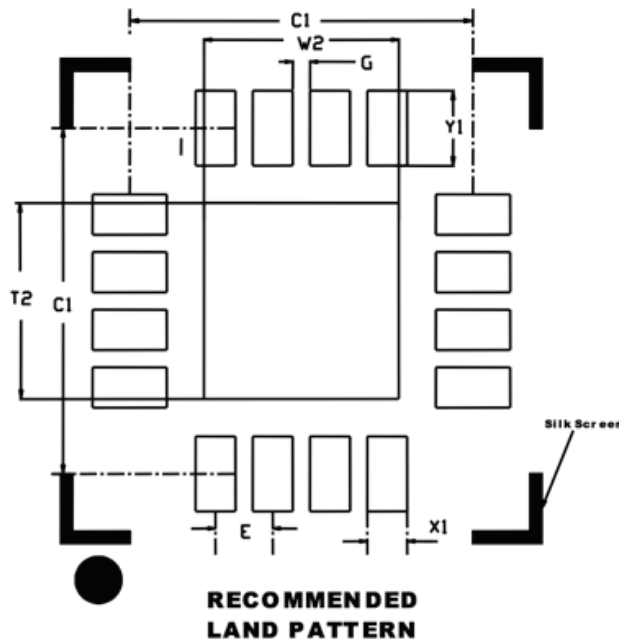 C1
W2
G
Y1
T2
C1
Silk Screen
E
X1
RECOMMENDED
LAND PATTERN